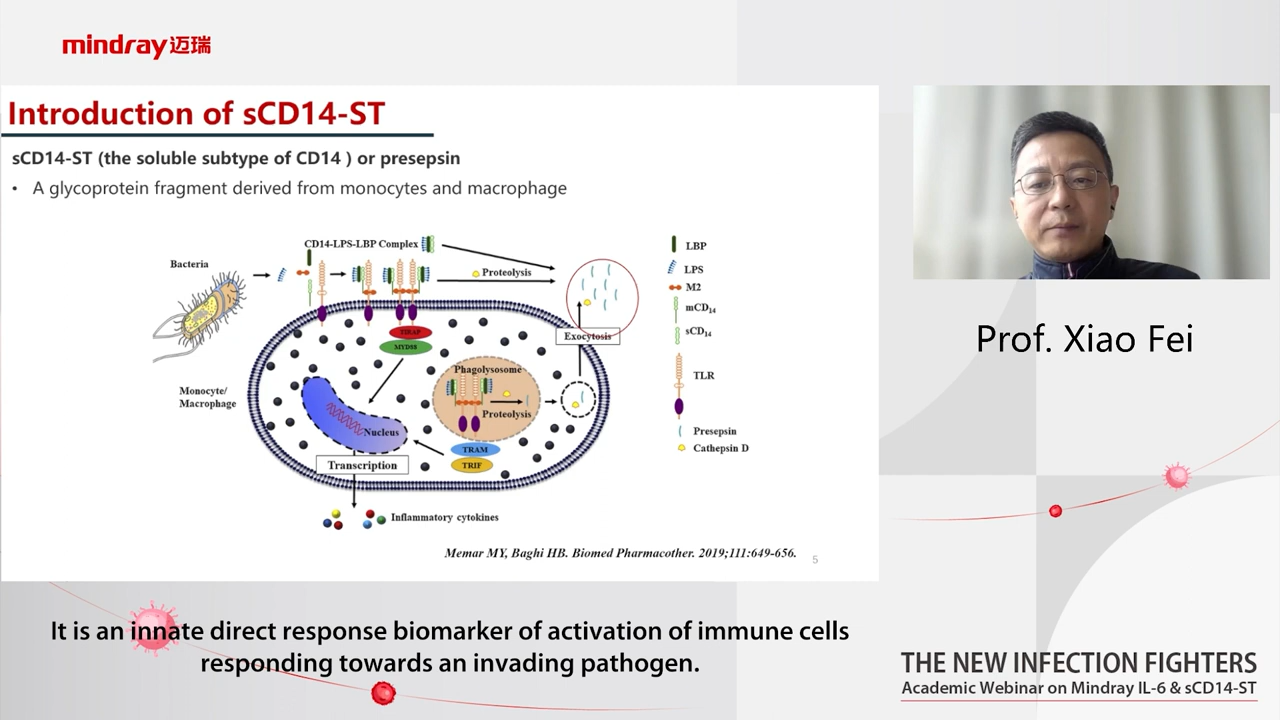 mindray迈瑞
Introduction of sCD14-ST
sCD14-ST (the soluble subtype of CD14 ) or presepsin
• A glycoprotein fragment derived from monocytes and macrophage
CD14-LPS-LBP Complex
Bacteria
Proteolysis
TIRAP
MYD88
Exocytosis
Monocyte/
Macrophage
Phagolysosome
Proteolysis
Nucleus
TRAM
TRIF
Transcription
Inflammatory cytokines
LBP
LPS
M2
mCD14
sCD14
TLR
Presepsin
Cathepsin D
Memar MY, Baghi HB. Biomed Pharmacother. 2019;111:649-656.
5
Prof. Xiao Fei
It is an innate direct response biomarker of activation of immune cells
responding towards an invading pathogen.
THE NEW INFECTION FIGHTERS
Academic Webinar on Mindray IL-6 & sCD14-ST